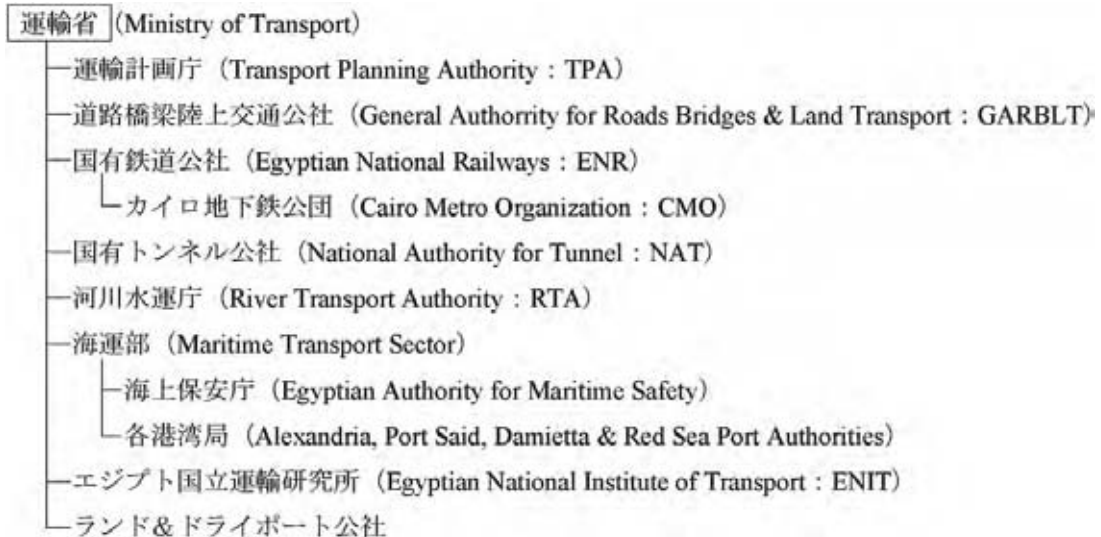 運輸省 (Ministry of Transport)
運輸計画庁 (Transport Planning Authority : TPA)
道路橋梁陸上交通公社 (General Authorrity for Roads Bridges & Land Transport : GARBLT)
国有鉄道公社 (Egyptian National Railways : ENR)
カイロ地下鉄公団 (Cairo Metro Organization : CMO)
国有トンネル公社 (National Authority for Tunnel : NAT)
河川水運庁 (River Transport Authority : RTA)
海運部 (Maritime Transport Sector)
海上保安庁 (Egyptian Authority for Maritime Safety)
各港湾局 (Alexandria, Port Said, Damietta & Red Sea Port Authorities)
エジプト国立運輸研究所 (Egyptian National Institute of Transport : ENIT)
ランド＆ドライポート公社